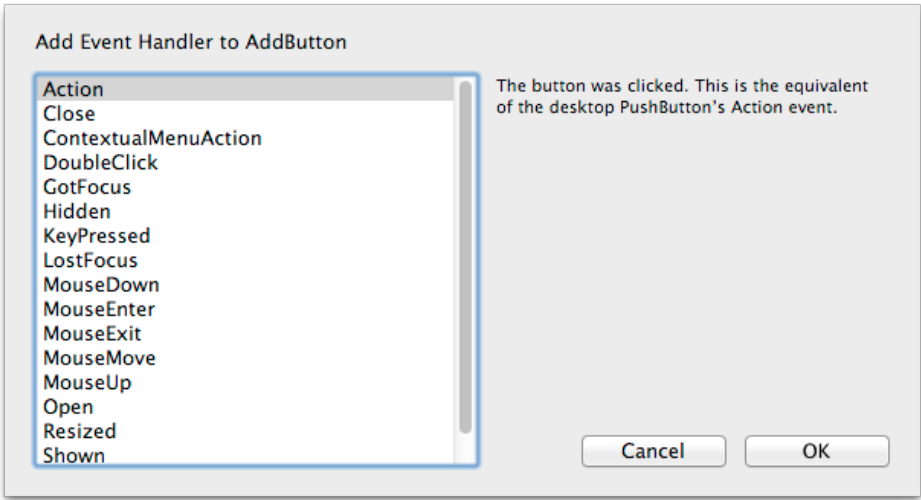 Add Event Handler to AddButton
Action
Close
ContextualMenuAction
DoubleClick
GotFocus
Hidden
KeyPressed
LostFocus
MouseDown
MouseEnter
MouseExit
MouseMove
MouseUp
Open
Resized
Shown
The button was clicked. This is the equivalent
of the desktop PushButton's Action event.
Cancel
OK